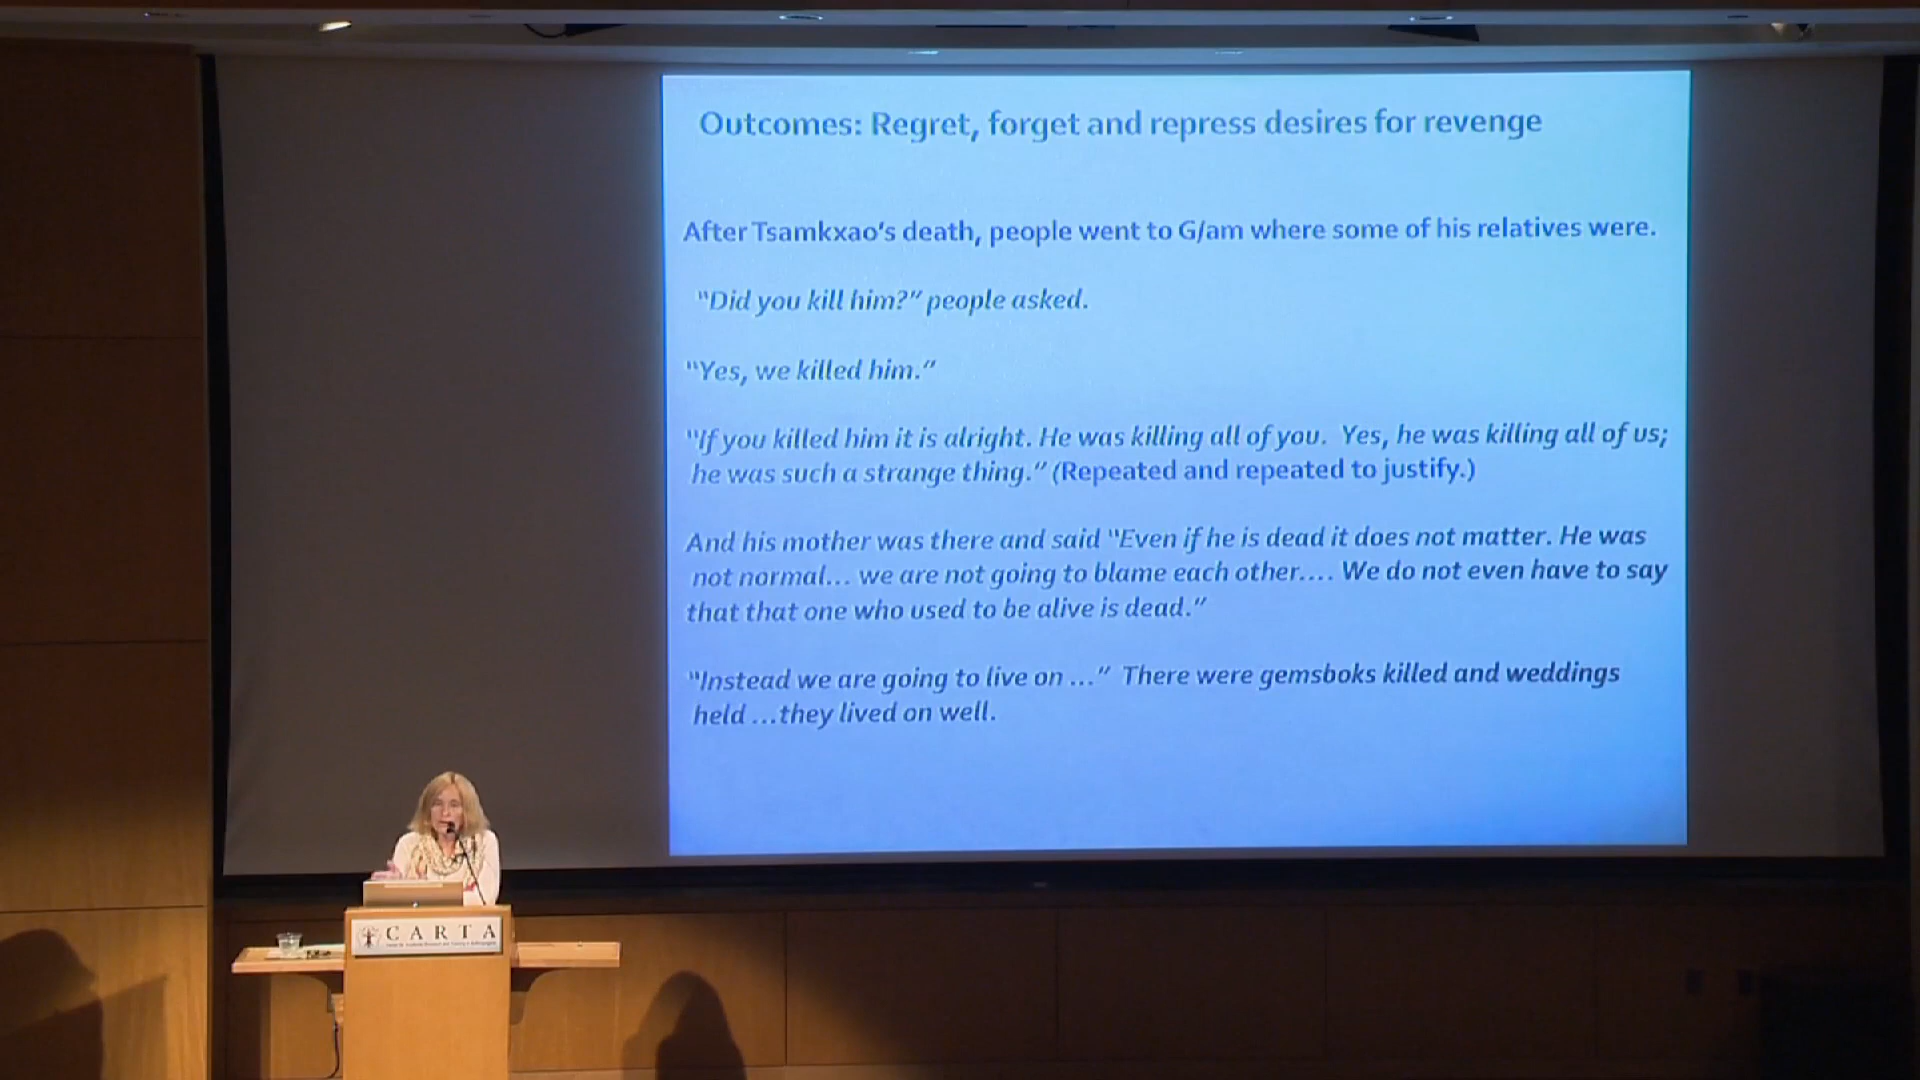 Outcomes: Regret, forget and repress desires for revenge
After Tsamkxao’s death, people went to G/am where some of his relatives were.
“Did you kill him?” people asked.
“Yes, we killed him.”
“If you killed him it is alright. He was killing all of you. Yes, he was killing all of us;
he was such a strange thing.” (Repeated and repeated to justify.)
And his mother was there and said “Even if he is dead it does not matter. He was
not normal... we are not going to blame each other.... We do not even have to say
that that one who used to be alive is dead.”
“Instead we are going to live on ...” There were gemsboks killed and weddings
held ...they lived on well.
CARTA